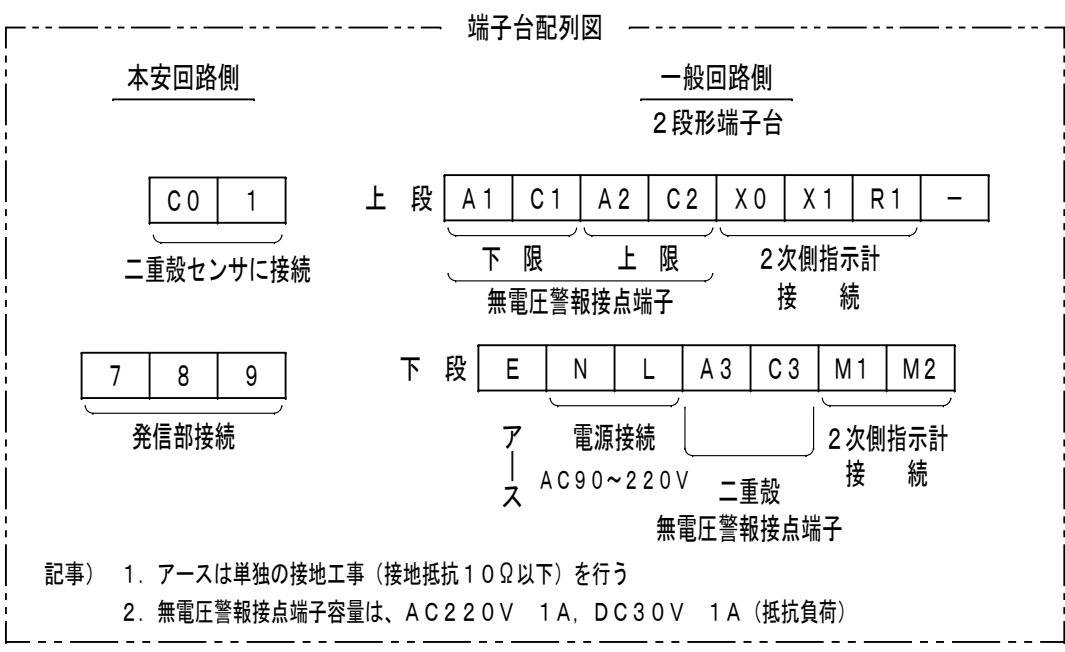 端子台配列図
本安回路側
一般回路側
２段形端子台
C0 1
上 段 A1 C1 A2 C2 X0 X1 R1 −
二重殻センサに接続
下 限 上 限 ２次側指示計
接 続
無電圧警報接点端子
7 8 9
下 段 E N L A3 C3 M1 M2
発信部接続
アース
電源接続
AC90~220V
二重殻
無電圧警報接点端子
２次側指示計
接 続
記事） 1. アースは単独の接地工事（接地抵抗１０Ω以下）を行う
2. 無電圧警報接点端子容量は、AC220V 1A, DC30V 1A（抵抗負荷）